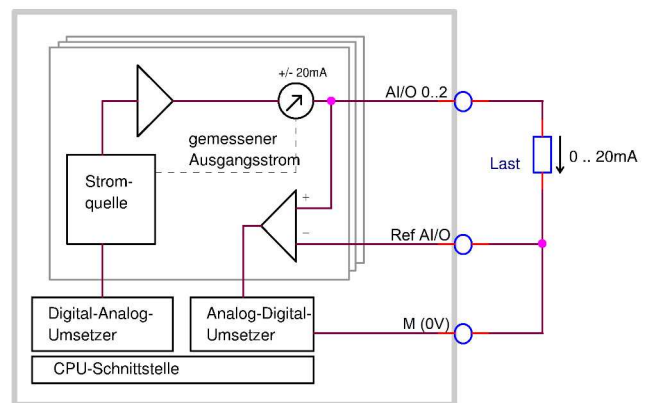 +/- 20mA
AI/O 0..2
gemessener
Ausgangsstrom
Strom-
quelle
Last
0 .. 20mA
+
−
Ref AI/O
Digital-Analog-
Umsetzer
Analog-Digital-
Umsetzer
M (0V)
CPU-Schnittstelle